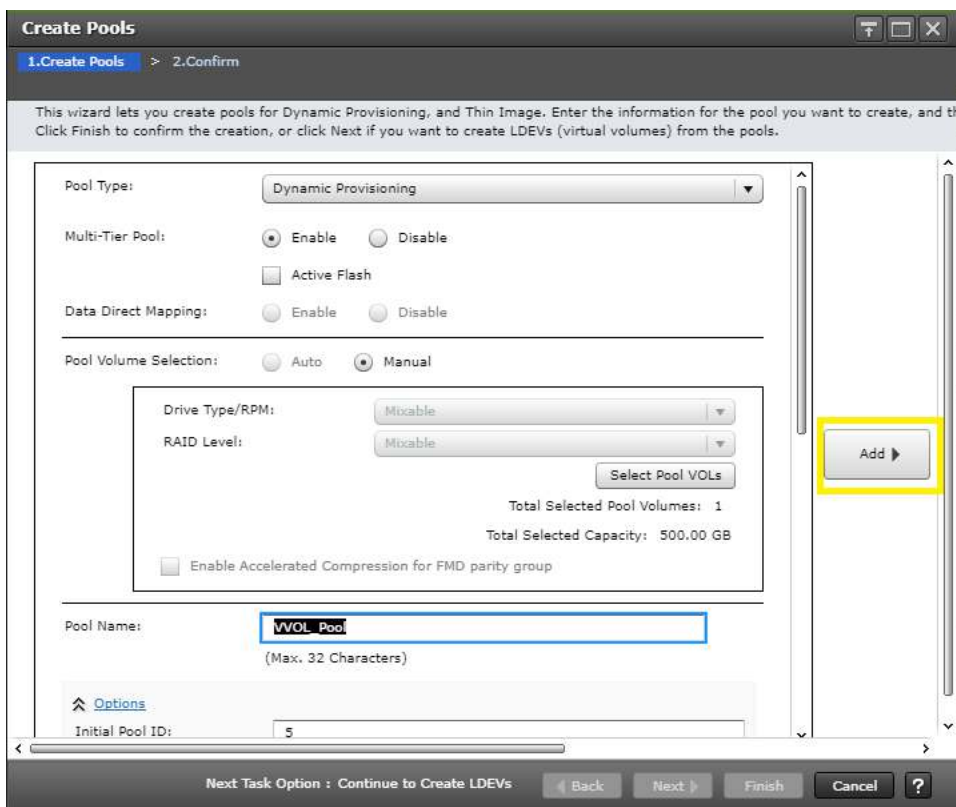 Create Pools
1.Create Pools > 2.Confirm
This wizard lets you create pools for Dynamic Provisioning, and Thin Image. Enter the information for the pool you want to create, and
Click Finish to confirm the creation, or click Next if you want to create LDEVs (virtual volumes) from the pools.
Pool Type: Dynamic Provisioning
Multi-Tier Pool: Enable Disable
Active Flash
Data Direct Mapping: Enable Disable
Pool Volume Selection: Auto Manual
Drive Type/RPM: Mixable
RAID Level: Mixable
Add
Select Pool VOLs
Total Selected Pool Volumes: 1
Total Selected Capacity: 500.00 GB
Enable Accelerated Compression for FMD parity group
Pool Name: VVOL_Pool
(Max. 32 Characters)
Options
Initial Pool ID: 5
Next Task Option : Continue to Create LDEVs Back Next Finish Cancel ?